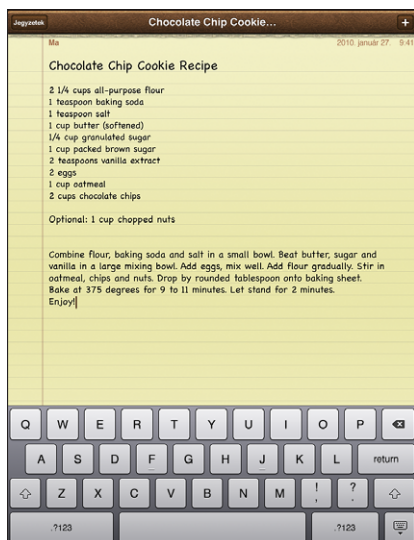 Jegyzetek
Chocolate Chip Cookie...
+
Ma
2010. január 27. 9:41
Chocolate Chip Cookie Recipe
2 1/4 cups all-purpose flour
1 teaspoon baking soda
1 teaspoon salt
1 cup butter (softened)
1/4 cup granulated sugar
1 cup packed brown sugar
2 teaspoons vanilla extract
2 eggs
1 cup oatmeal
2 cups chocolate chips
Optional: 1 cup chopped nuts
Combine flour, baking soda and salt in a small bowl. Beat butter, sugar and
vanilla in a large mixing bowl. Add eggs, mix well. Add flour gradually. Stir in
oatmeal, chips and nuts. Drop by rounded tablespoon onto baking sheet.
Bake at 375 degrees for 9 to 11 minutes. Let stand for 2 minutes.
Enjoy!
Q W E R T Y U I O P
A S D F G H J K L return
Z X C V B N M ! , ? .
.?123 .?123